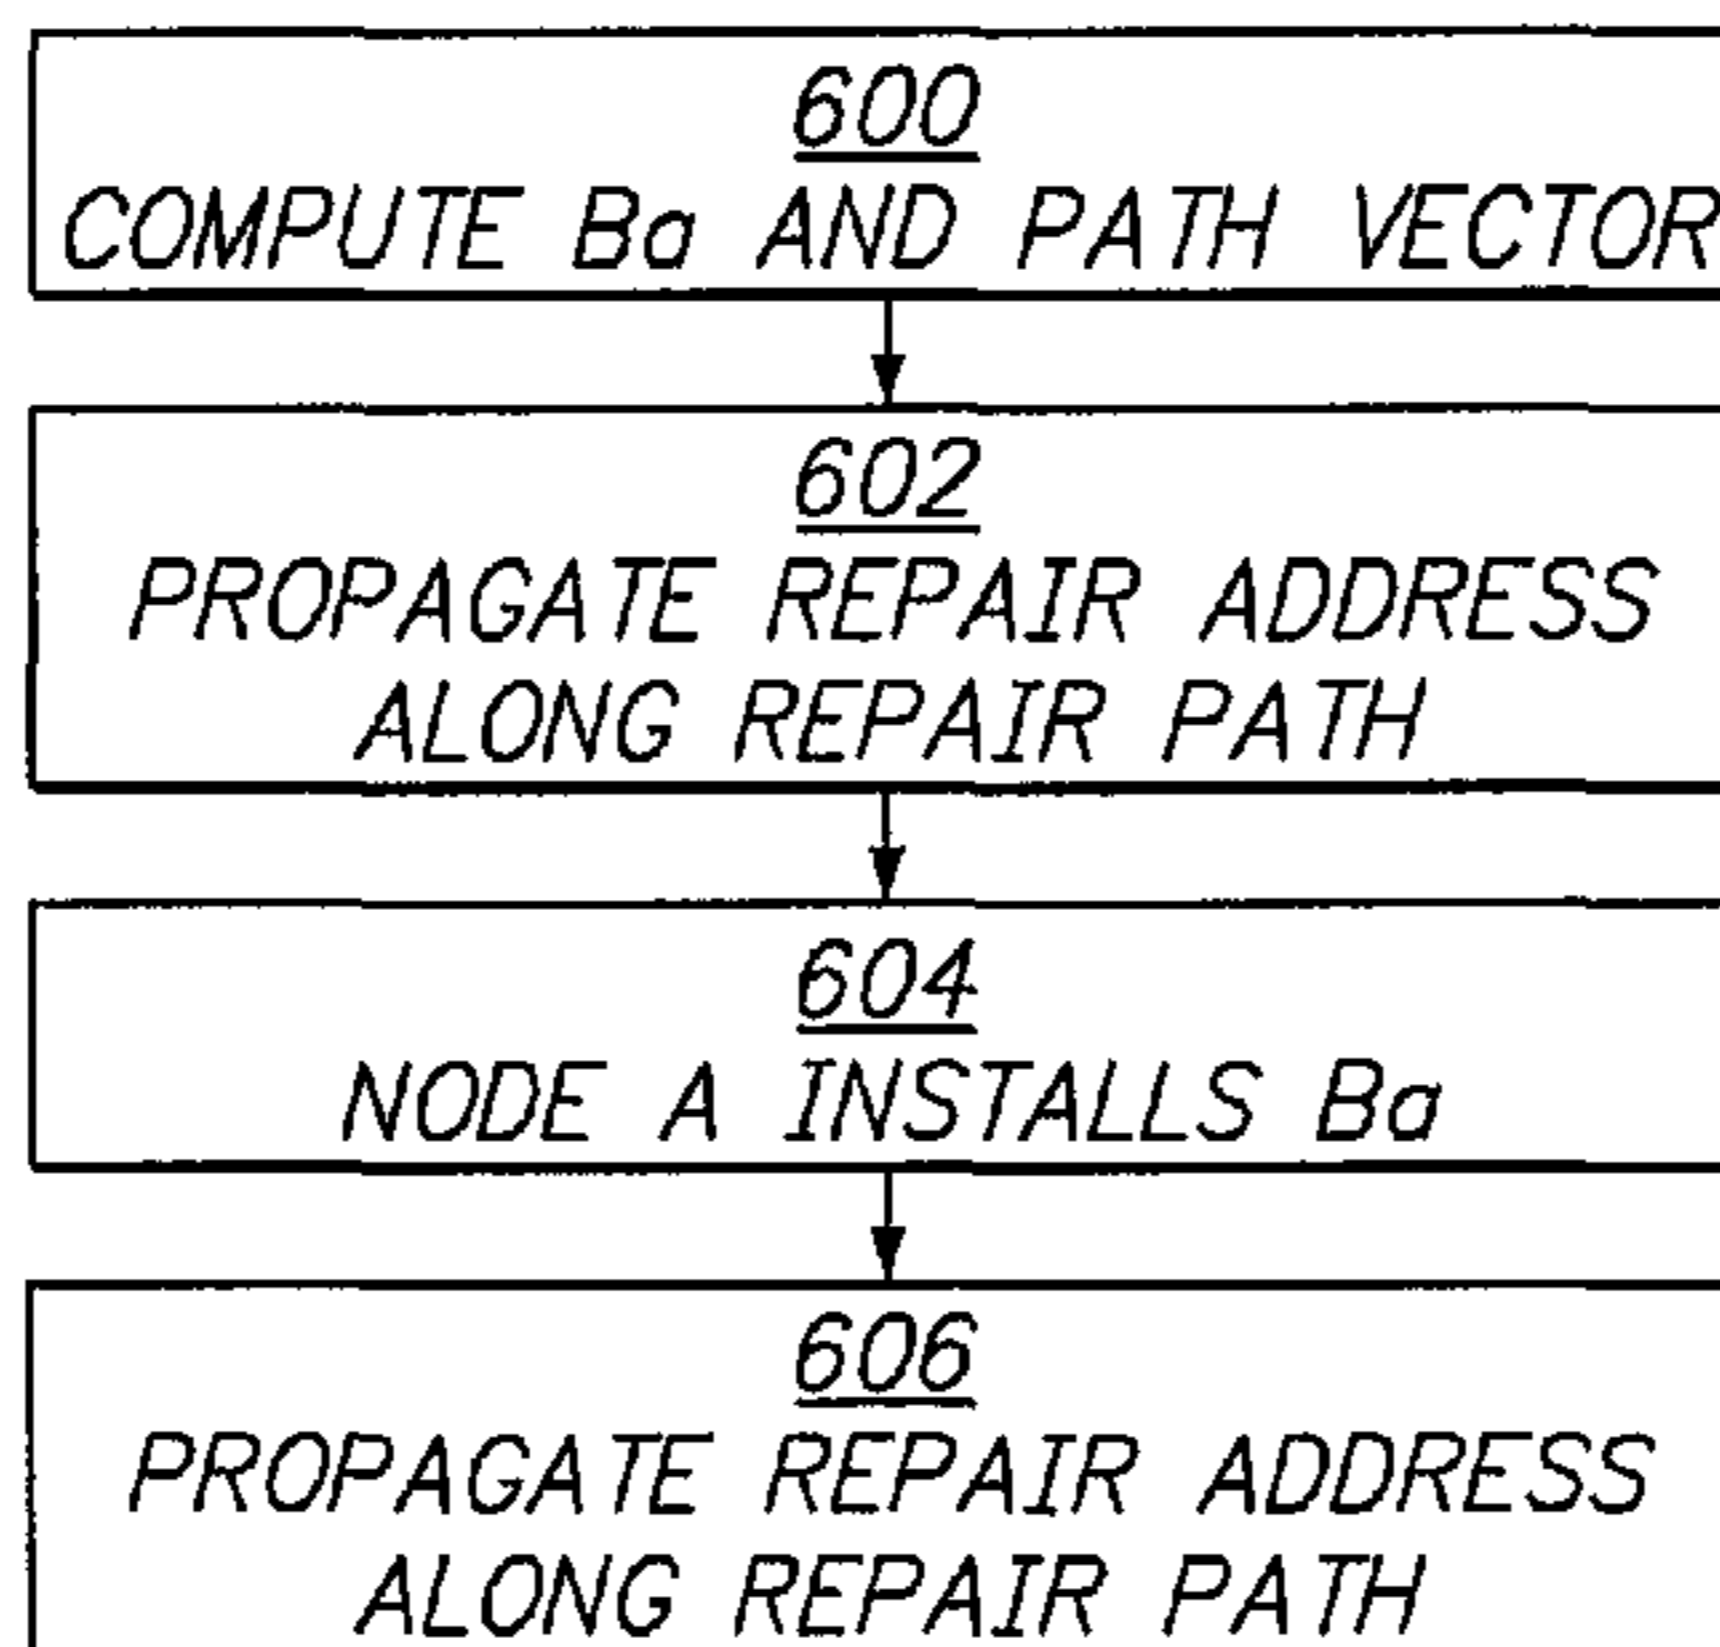 600
COMPUTE Ba AND PATH VECTOR
602
PROPAGATE REPAIR ADDRESS
ALONG REPAIR PATH
604
NODE A INSTALLS Ba
606
PROPAGATE REPAIR ADDRESS
ALONG REPAIR PATH